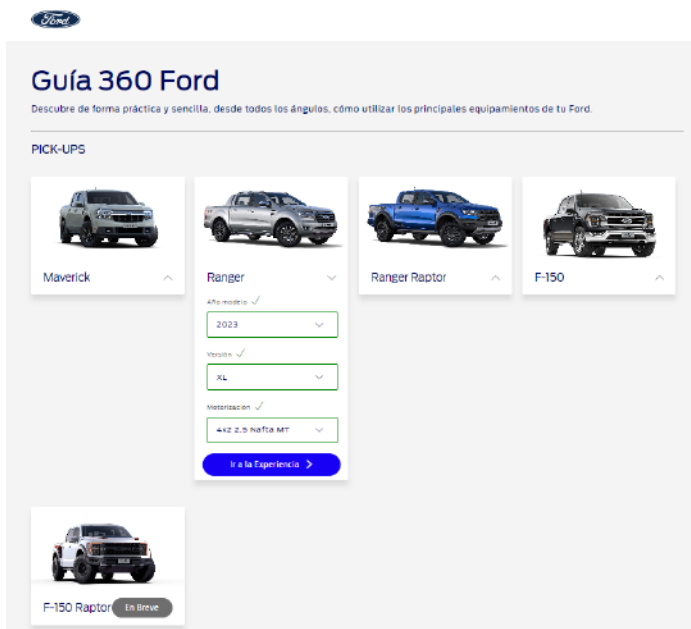 Ford
Guía 360 Ford
Descubre de forma práctica y sencilla, desde todos los ángulos, cómo utilizar los principales equipamientos de tu Ford.
PICK-UPS
Maverick
Ranger
Ranger Raptor
F-150
Año modelo
2023
Versión
XL
Motorización
4x2 2.5 Nafta MT
Ir a la Experiencia
F-150 Raptor
En Breve